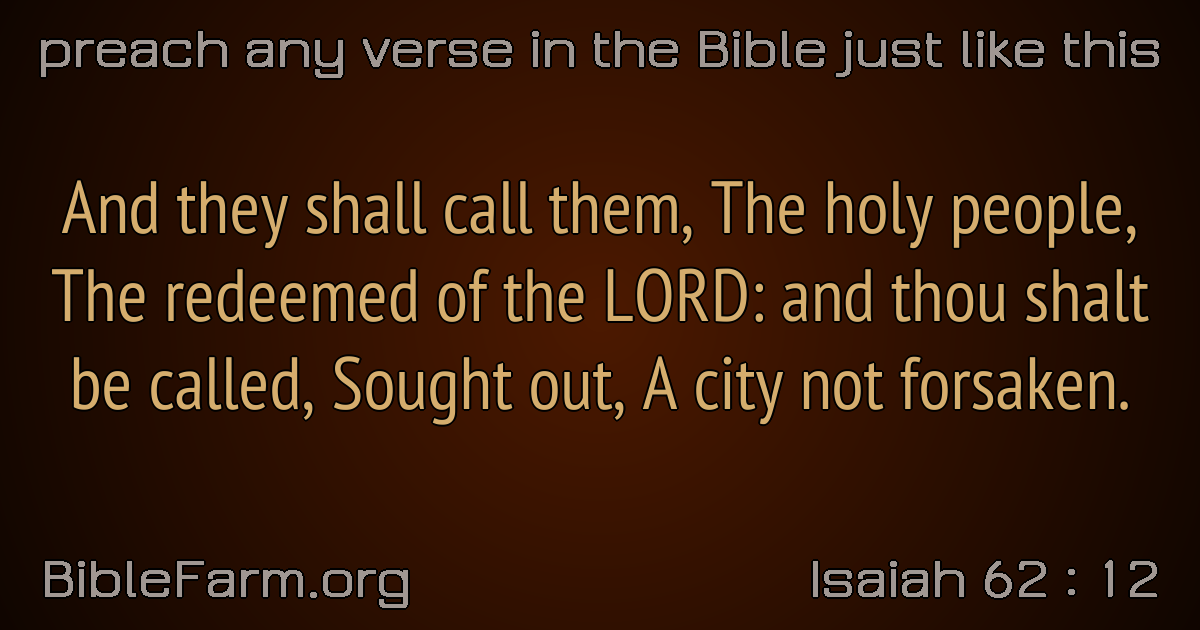 preach any verse in the Bible just like this
And they shall call them, The holy people,
The redeemed of the LORD: and thou shalt
be called, Sought out, A city not forsaken.
BibleFarm.org
Isaiah 62 : 12